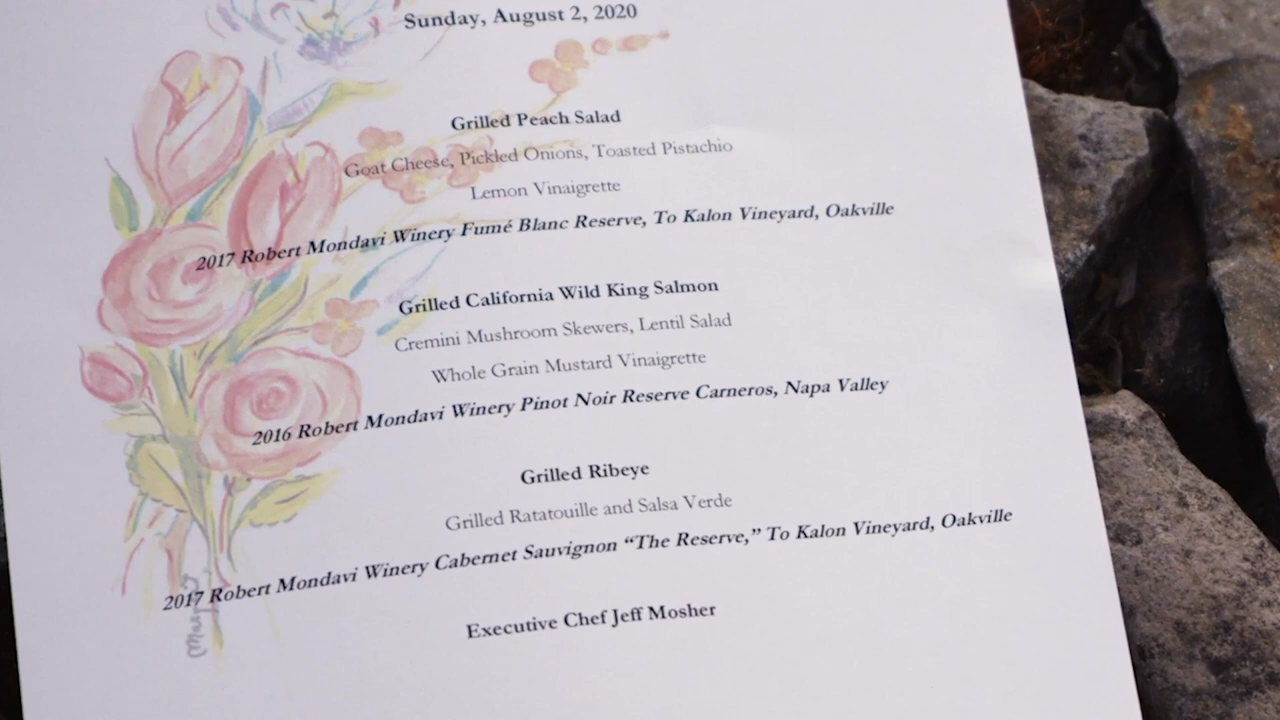 Sunday, August 2, 2020
Grilled Peach Salad
Goat Cheese, Pickled Onions, Toasted Pistachio
Lemon Vinaigrette
2017 Robert Mondavi Winery Fumé Blanc Reserve, To Kalon Vineyard, Oakville
Grilled California Wild King Salmon
Cremini Mushroom Skewers, Lentil Salad
Whole Grain Mustard Vinaigrette
2016 Robert Mondavi Winery Pinot Noir Reserve Carneros, Napa Valley
Grilled Ribeye
Grilled Ratatouille and Salsa Verde
2017 Robert Mondavi Winery Cabernet Sauvignon “The Reserve,” To Kalon Vineyard, Oakville
Executive Chef Jeff Mosher